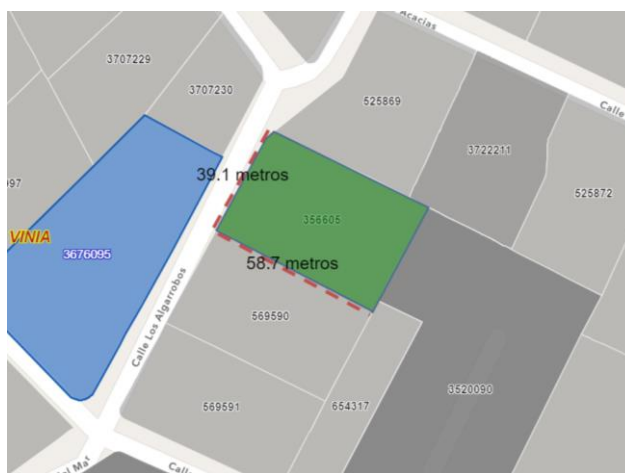 Acacias
Calle
3707229
3707230
525869
3722211
525872
39.1 metros
097
356605
VINIA
3676095
58.7 metros
Calle Los Algarrobos
569590
3520090
569591
654317
Calle